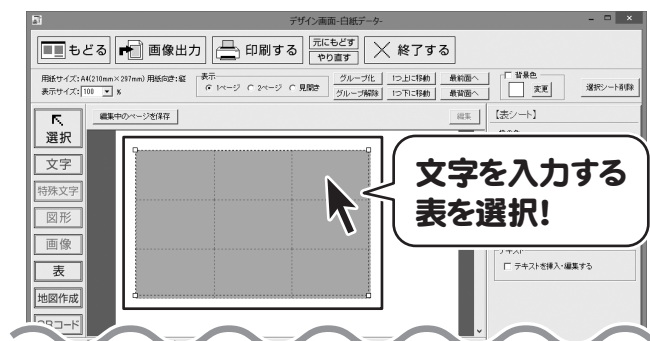 デザイン画面-白紙データ-
もどる
画像出力
印刷する
元にもどす
やり直す
終了する
用紙サイズ:A4(210mm×297mm) 用紙向き:縦
表示サイズ: 100 %
表示
1ページ 2ページ 見開き
グループ化 1つ上に移動 最前面へ
グループ解除 1つ下に移動 最背面へ
背景色
変更
選択シート削除
選択
文字
特殊文字
図形
画像
表
地図作成
QRコード
編集中のページを保存
編集
【表シート】
文字を入力する
表を選択!
テキスト
テキストを挿入・編集する